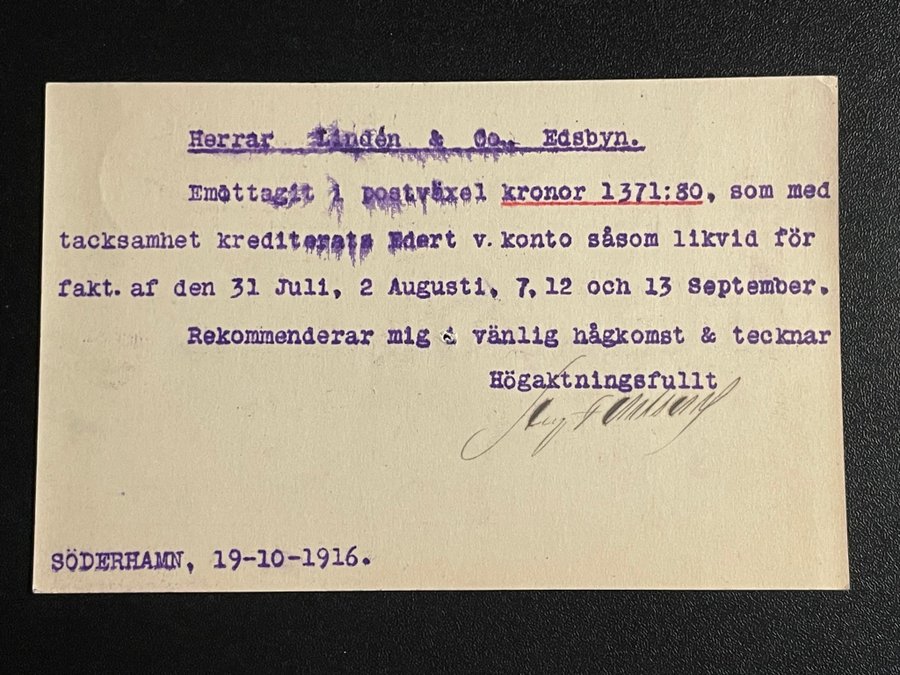 Herrar Lindén & Co., Edsbyn.
Emottagit i postväxel kronor 1371:80, som med
tacksamhet krediterats Edert v. konto såsom likvid för
fakt. af den 31 Juli, 2 Augusti, 7, 12 och 13 September.
Rekommenderar mig i vänlig hågkomst & tecknar
Högaktningsfullt
SÖDERHAMN, 19-10-1916.